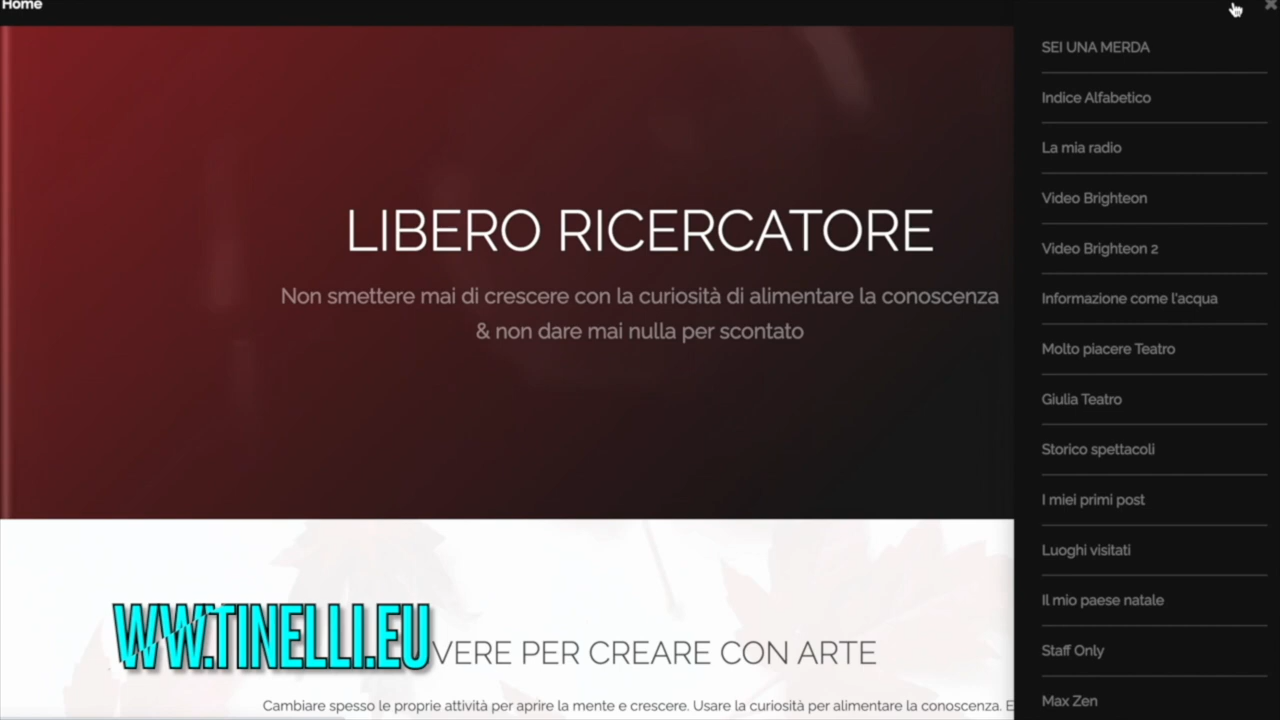 Home
LIBERO RICERCATORE
Non smettere mai di crescere con la curiosità di alimentare la conoscenza
& non dare mai nulla per scontato
WW.TINELLI.EU
VERE PER CREARE CON ARTE
Cambiare spesso le proprie attività per aprire la mente e crescere. Usare la curiosità per alimentare la conoscenza. E
SEI UNA MERDA
Indice Alfabetico
La mia radio
Video Brighteon
Video Brighteon 2
Informazione come l'acqua
Molto piacere Teatro
Giulia Teatro
Storico spettacoli
I miei primi post
Luoghi visitati
Il mio paese natale
Staff Only
Max Zen